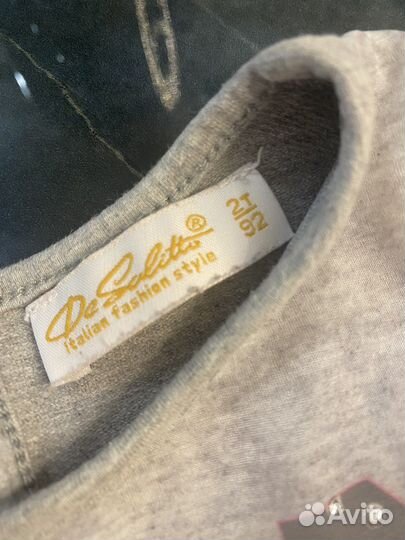 De Salitto ®
italian fashion style
2T
92
Avito